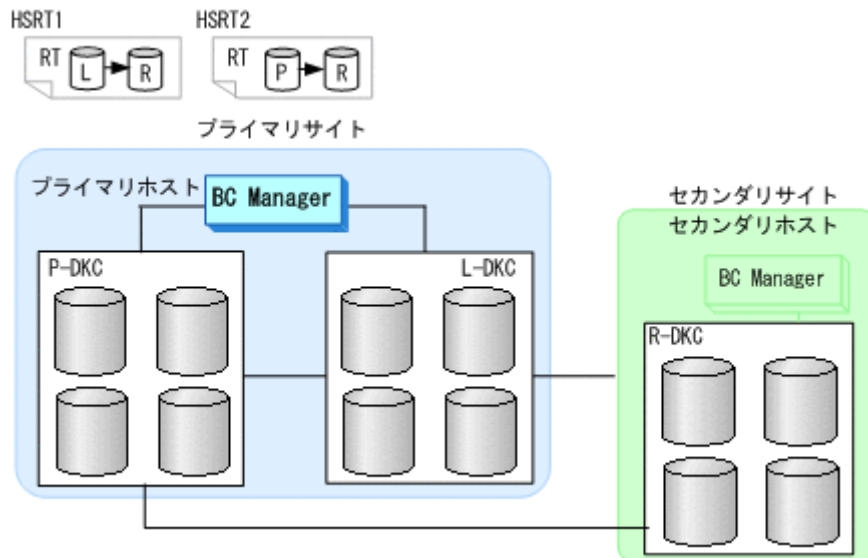 HSRT1
HSRT2
RT L R
RT P R
プライマリサイト
プライマリホスト
BC Manager
セカンダリサイト
セカンダリホスト
P-DKC
L-DKC
BC Manager
R-DKC